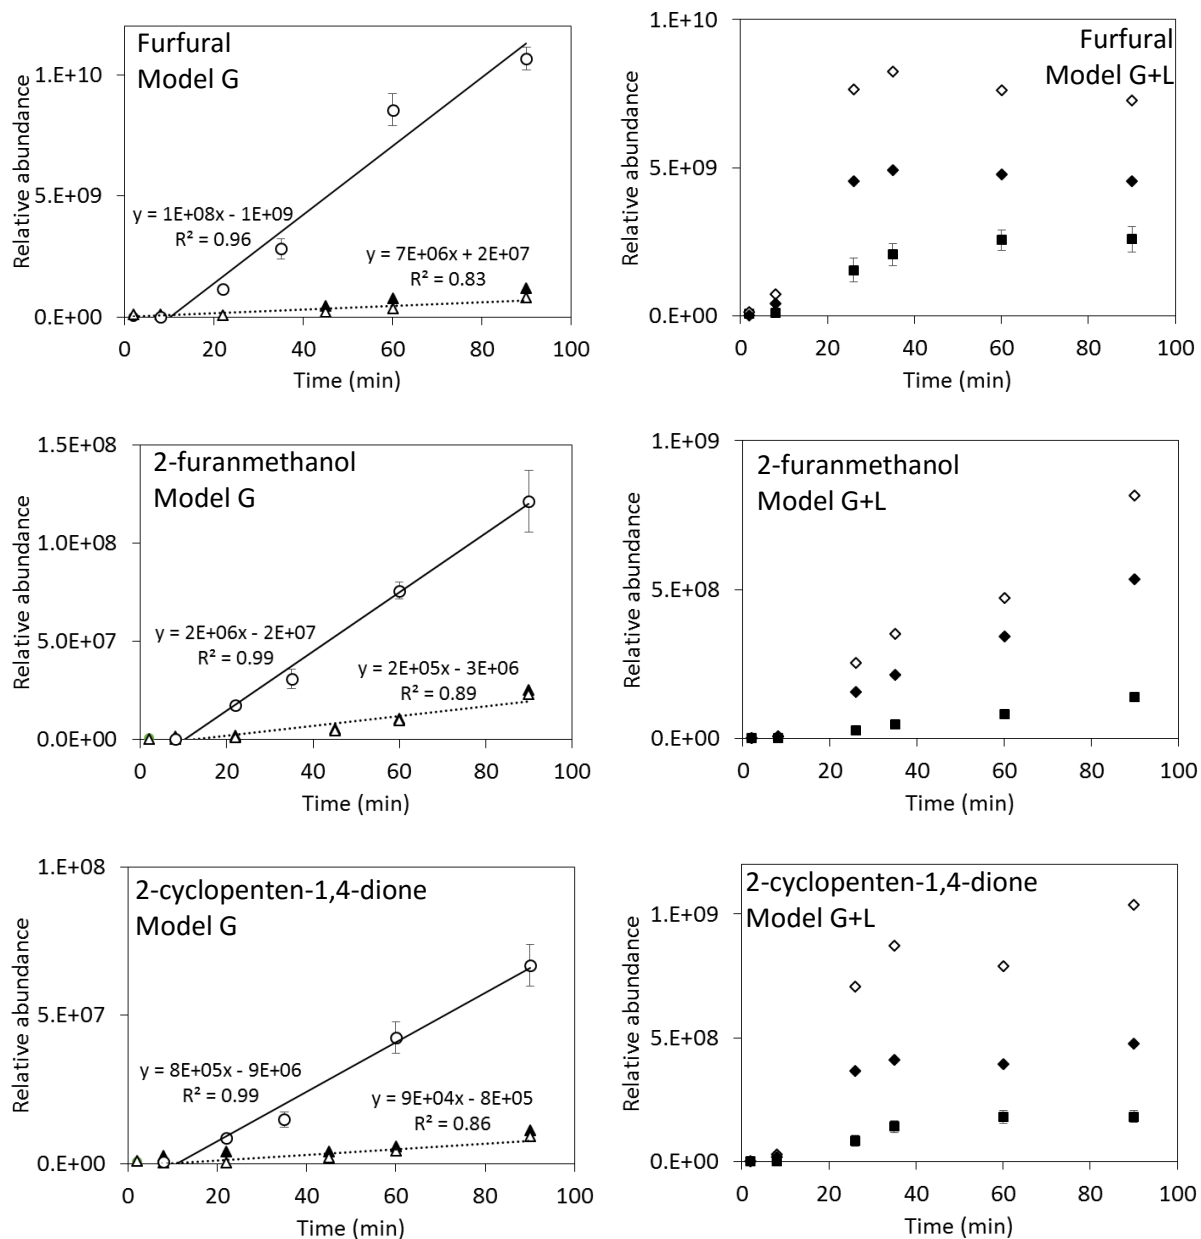 Furfural
Model G
Relative abundance
1.E+10
5.E+09
0.E+00
y = 1E+08x - 1E+09
R² = 0.96
y = 7E+06x + 2E+07
R² = 0.83
0 20 40 60 80 100
Time (min)
Furfural
Model G+L
Relative abundance
1.E+10
5.E+09
0.E+00
0 20 40 60 80 100
Time (min)
2-furanmethanol
Model G
Relative abundance
1.5E+08
1.0E+08
5.0E+07
0.0E+00
y = 2E+06x - 2E+07
R² = 0.99
y = 2E+05x - 3E+06
R² = 0.89
0 20 40 60 80 100
Time (min)
2-furanmethanol
Model G+L
Relative abundance
1.E+09
5.E+08
0.E+00
0 20 40 60 80 100
Time (min)
2-cyclopenten-1,4-dione
Model G
Relative abundance
1.E+08
5.E+07
0.E+00
y = 8E+05x - 9E+06
R² = 0.99
y = 9E+04x - 8E+05
R² = 0.86
0 20 40 60 80 100
Time (min)
2-cyclopenten-1,4-dione
Model G+L
Relative abundance
1.E+09
5.E+08
0.E+00
0 20 40 60 80 100
Time (min)